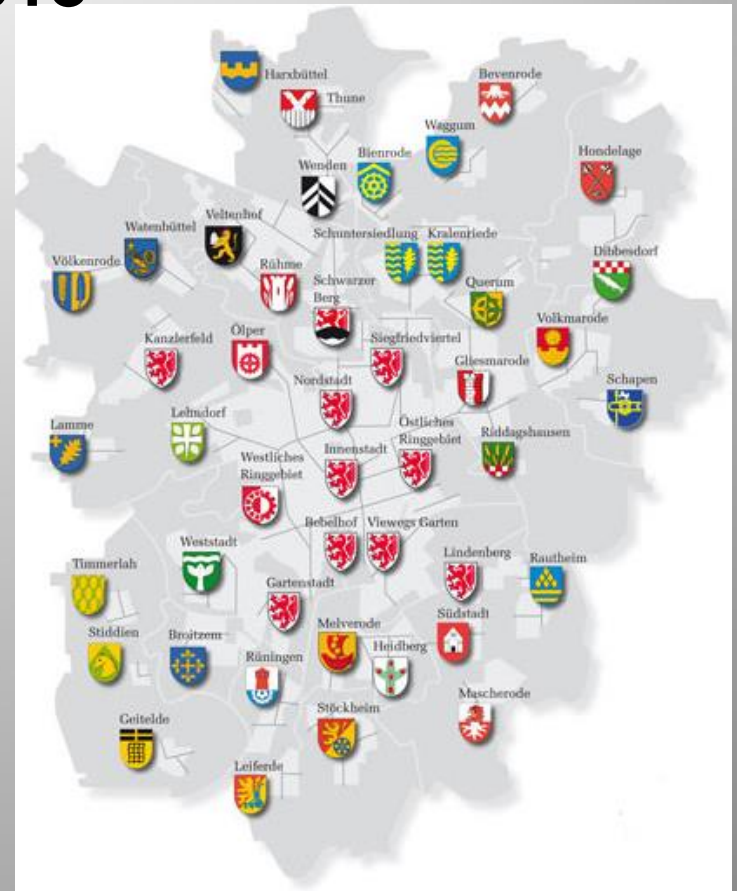 Harxbüttel
Bevenrode
Thune
Waggum
Bienrode
Hondelage
Wenden
Veltenhof
Watenbüttel
Schuntersiedlung
Kralenriede
Dibbesdorf
Völkenrode
Rühme
Schwarzer
Berg
Querum
Volkmarode
Kanzlerfeld
Ölper
Siegfriedviertel
Gliesmarode
Nordstadt
Schapen
Lamme
Lehndorf
Östliches
Ringgebiet
Riddagshausen
Westliches
Ringgebiet
Innenstadt
Bebelhof
Viewegs Garten
Weststadt
Lindenberg
Rautheim
Timmerlah
Gartenstadt
Südstadt
Stiddien
Broitzem
Melverode
Heidberg
Rüningen
Mascherode
Geitelde
Stöckheim
Leiferde